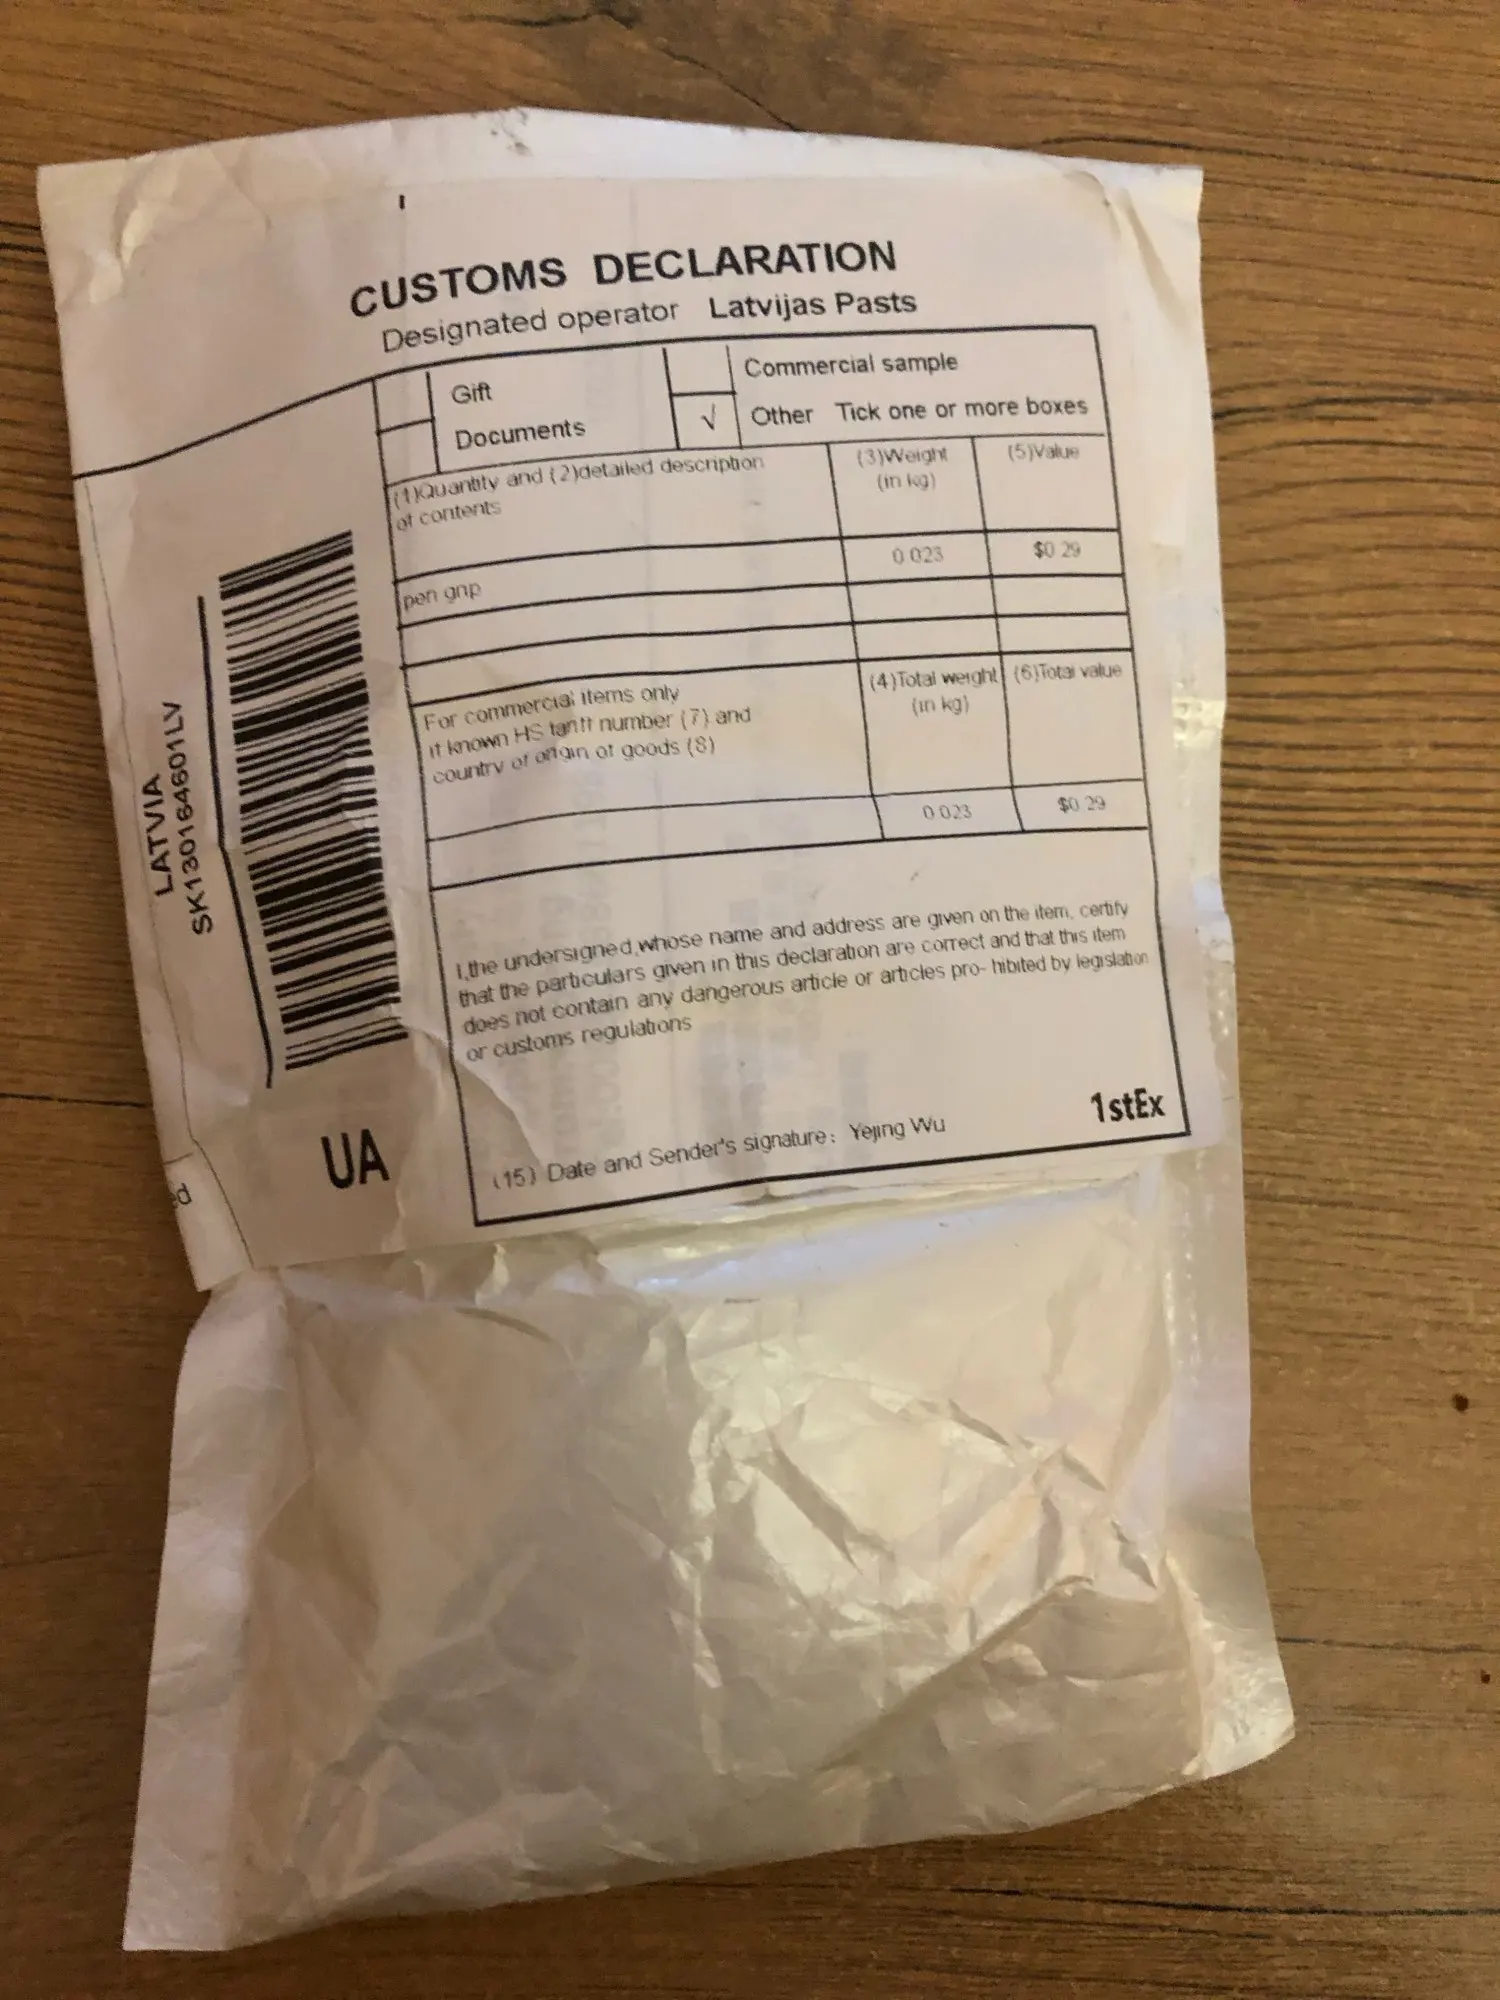 CUSTOMS DECLARATION
Designated operator Latvijas Pasts
Gift
Commercial sample
Documents
√ Other Tick one or more boxes
(1)Quantity and (2)detailed description
of contents
(3)Weight
(in kg)
(5)Value
pen grip
0.023
$0.29
For commercial items only
if known HS tariff number (7) and
country of origin of goods (8)
(4)Total weight
(in kg)
(6)Total value
0.023
$0.29
I,the undersigned,whose name and address are given on the item, certify
that the particulars given in this declaration are correct and that this item
does not contain any dangerous article or articles pro- hibited by legislation
or customs regulations
(15) Date and Sender's signature: Yejing Wu
1stEx
LATVIA
SK130164601LV
UA